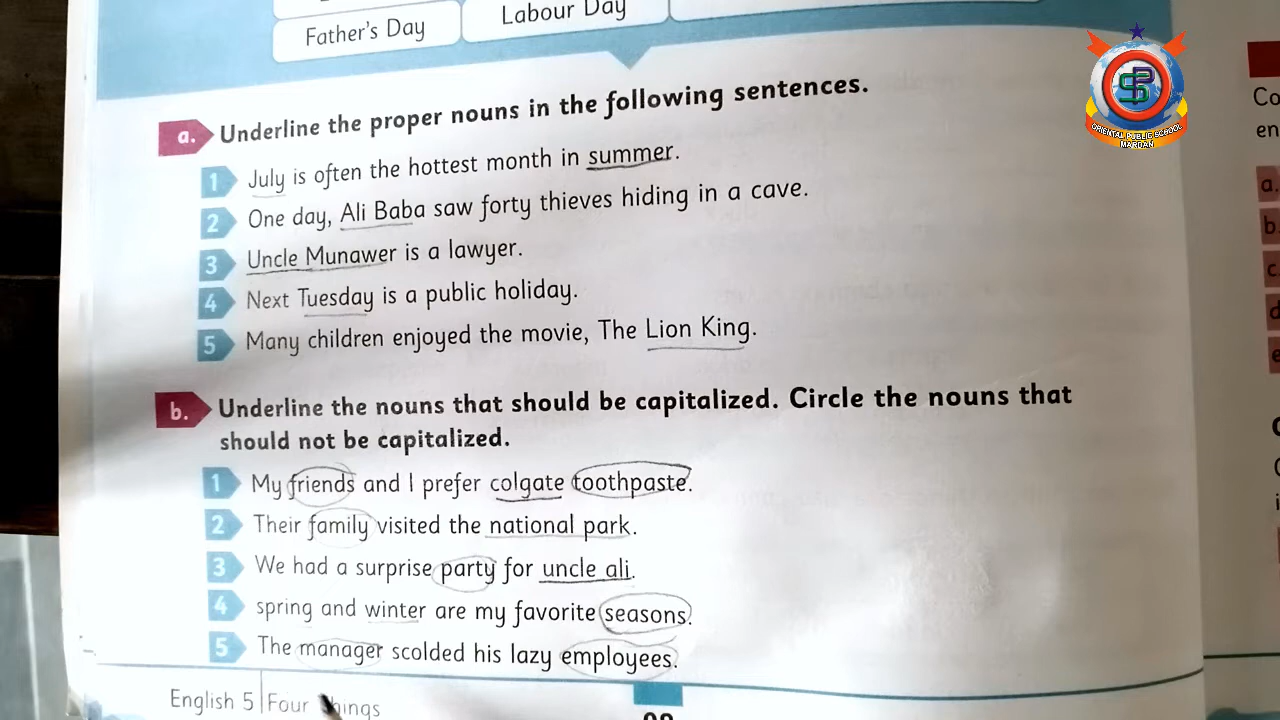 Father's Day
Labour Day
a. Underline the proper nouns in the following sentences.
1 July is often the hottest month in summer.
2 One day, Ali Baba saw forty thieves hiding in a cave.
3 Uncle Munawer is a lawyer.
4 Next Tuesday is a public holiday.
5 Many children enjoyed the movie, The Lion King.
b. Underline the nouns that should be capitalized. Circle the nouns that
should not be capitalized.
1 My friends and I prefer colgate toothpaste.
2 Their family visited the national park.
3 We had a surprise party for uncle ali.
4 spring and winter are my favorite seasons.
5 The manager scolded his lazy employees.
English 5 Four Things
ORIENTAL PUBLIC SCHOOL
MARDAN
Co
en
a.
b.
c
d
e